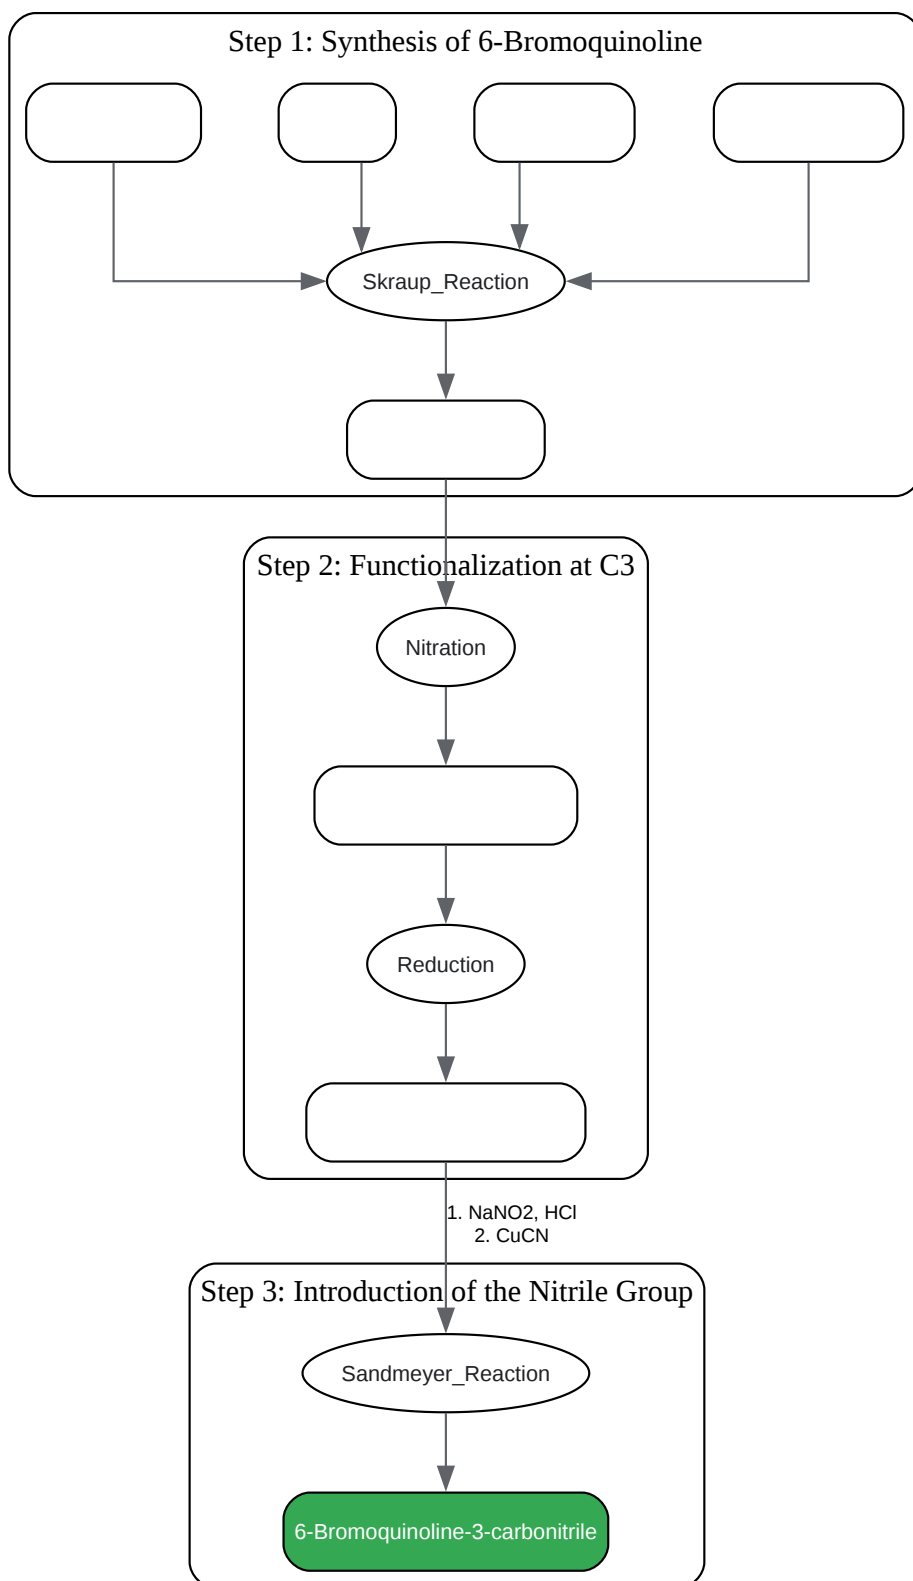 Step 1: Synthesis of 6-Bromoquinoline
Skraup_Reaction
Step 2: Functionalization at C3
Nitration
Reduction
1. NaNO2, HCl
2. CuCN
Step 3: Introduction of the Nitrile Group
Sandmeyer_Reaction
6-Bromoquinoline-3-carbonitrile